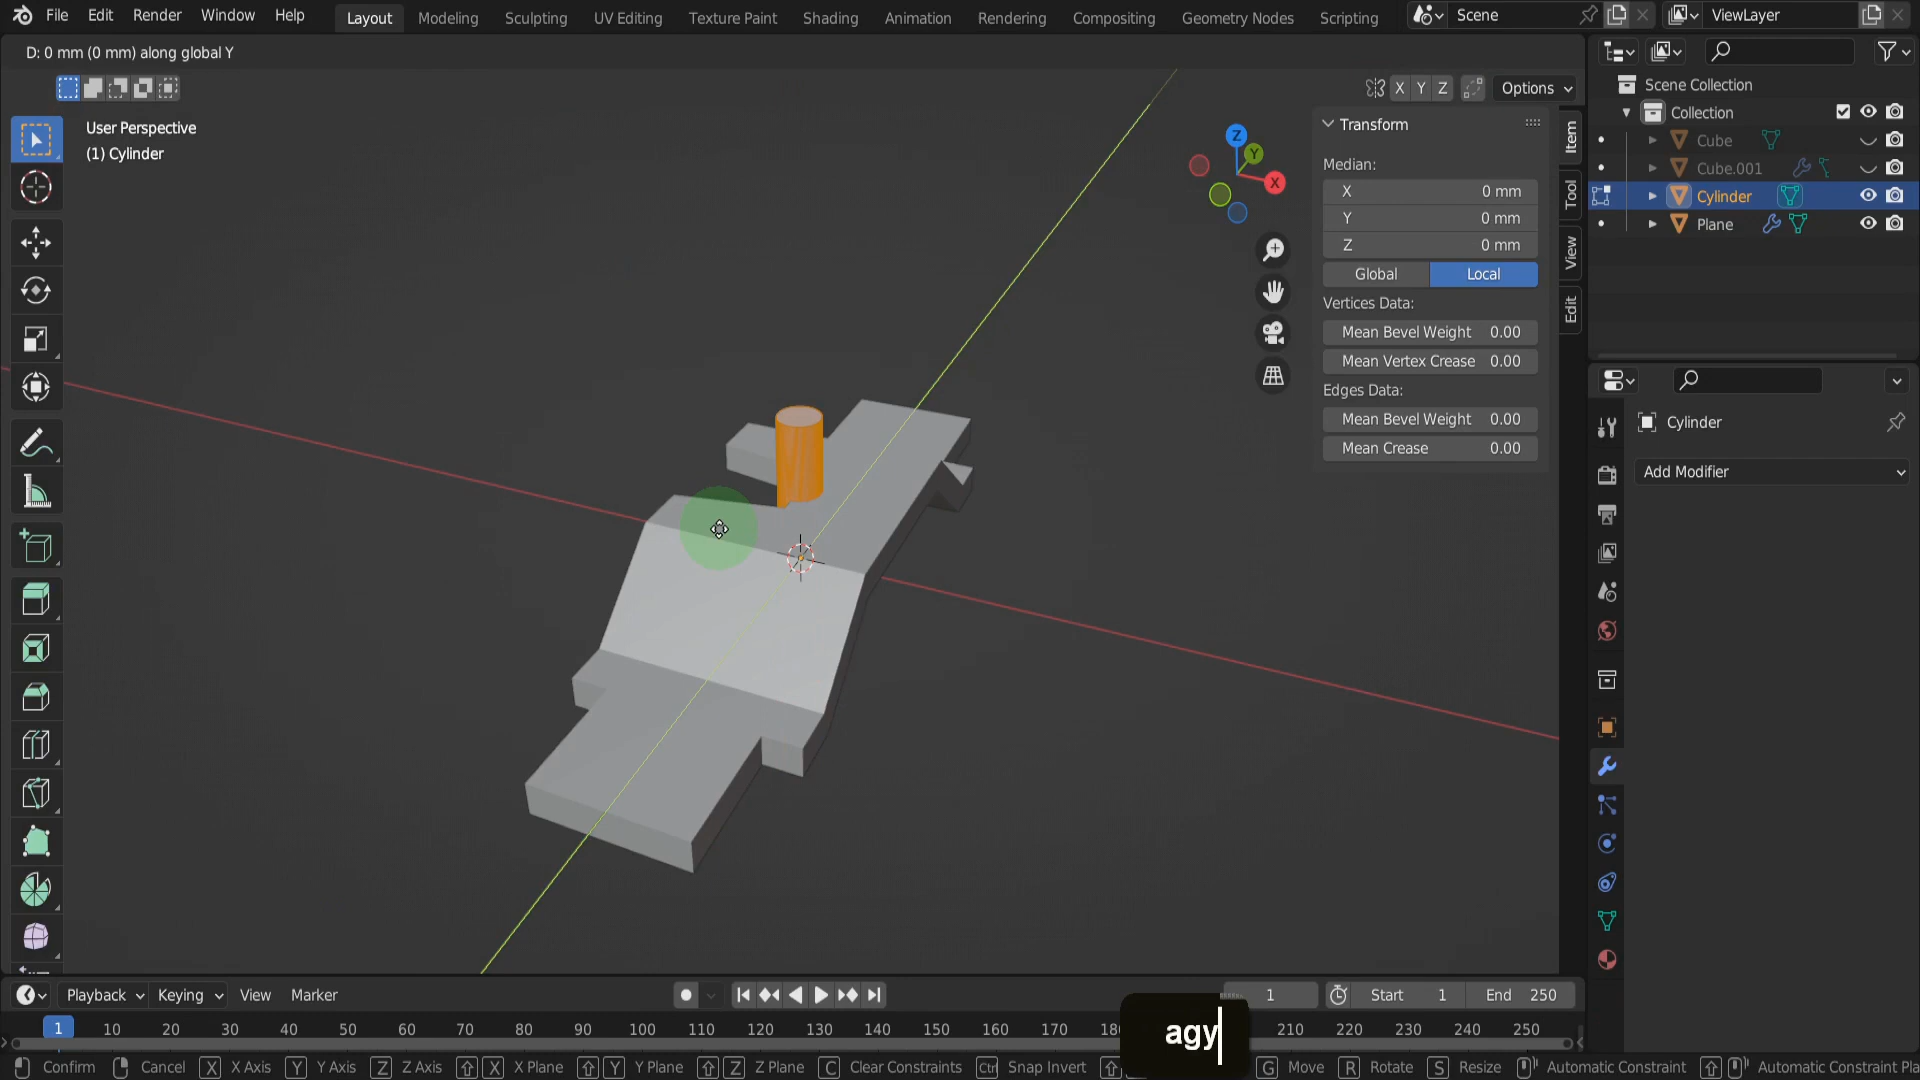 File Edit Render Window Help Layout Modeling Sculpting UV Editing Texture Paint Shading Animation Rendering Compositing Geometry Nodes Scripting Scene ViewLayer
D: 0 mm (0 mm) along global Y
X Y Z Options
User Perspective
(1) Cylinder
Z
Y
X
Transform
Median:
X 0 mm
Y 0 mm
Z 0 mm
Global Local
Vertices Data:
Mean Bevel Weight 0.00
Mean Vertex Crease 0.00
Edges Data:
Mean Bevel Weight 0.00
Mean Crease 0.00
Item
Tool
View
Edit
Scene Collection
Collection
Cube
Cube.001
Cylinder
Plane
Cylinder
Add Modifier
Playback Keying View Marker 1 Start 1 End 250
1 10 20 30 40 50 60 70 80 90 100 110 120 130 140 150 160 170 210 220 230 240 250
agy
Confirm Cancel X X Axis Y Y Axis Z Z Axis X X Plane Y Y Plane Z Z Plane C Clear Constraints Ctrl Snap Invert G Move R Rotate S Resize Automatic Constraint Automatic Constraint Pla